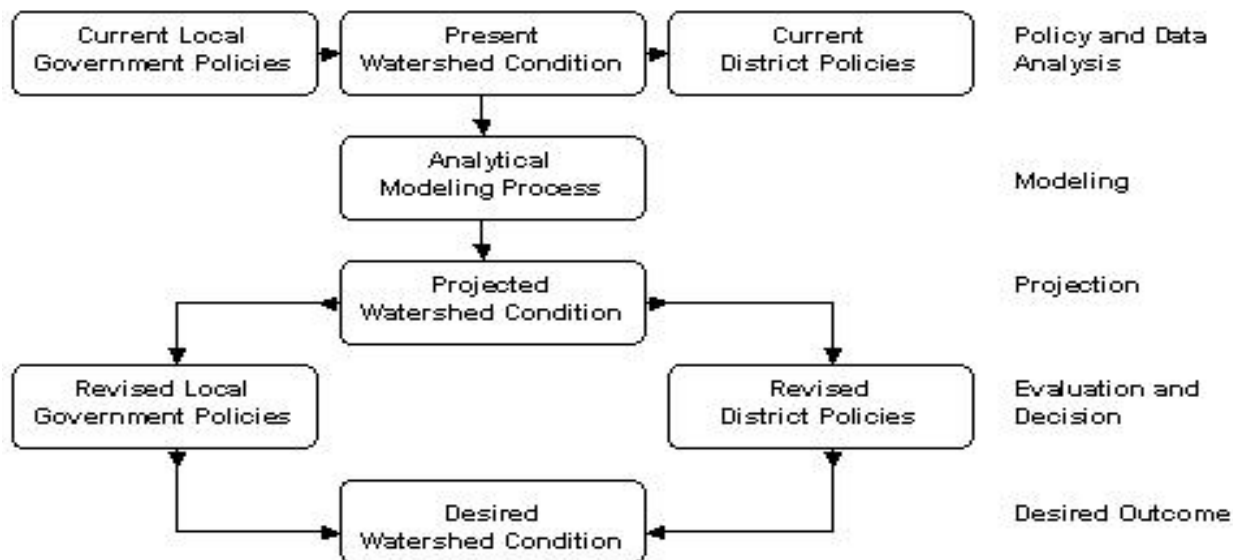 Current Local
Government Policies
Present
Watershed Condition
Current
District Policies
Policy and Data
Analysis
Analytical
Modeling Process
Modeling
Projected
Watershed Condition
Projection
Revised Local
Government Policies
Revised
District Policies
Evaluation and
Decision
Desired
Watershed Condition
Desired Outcome